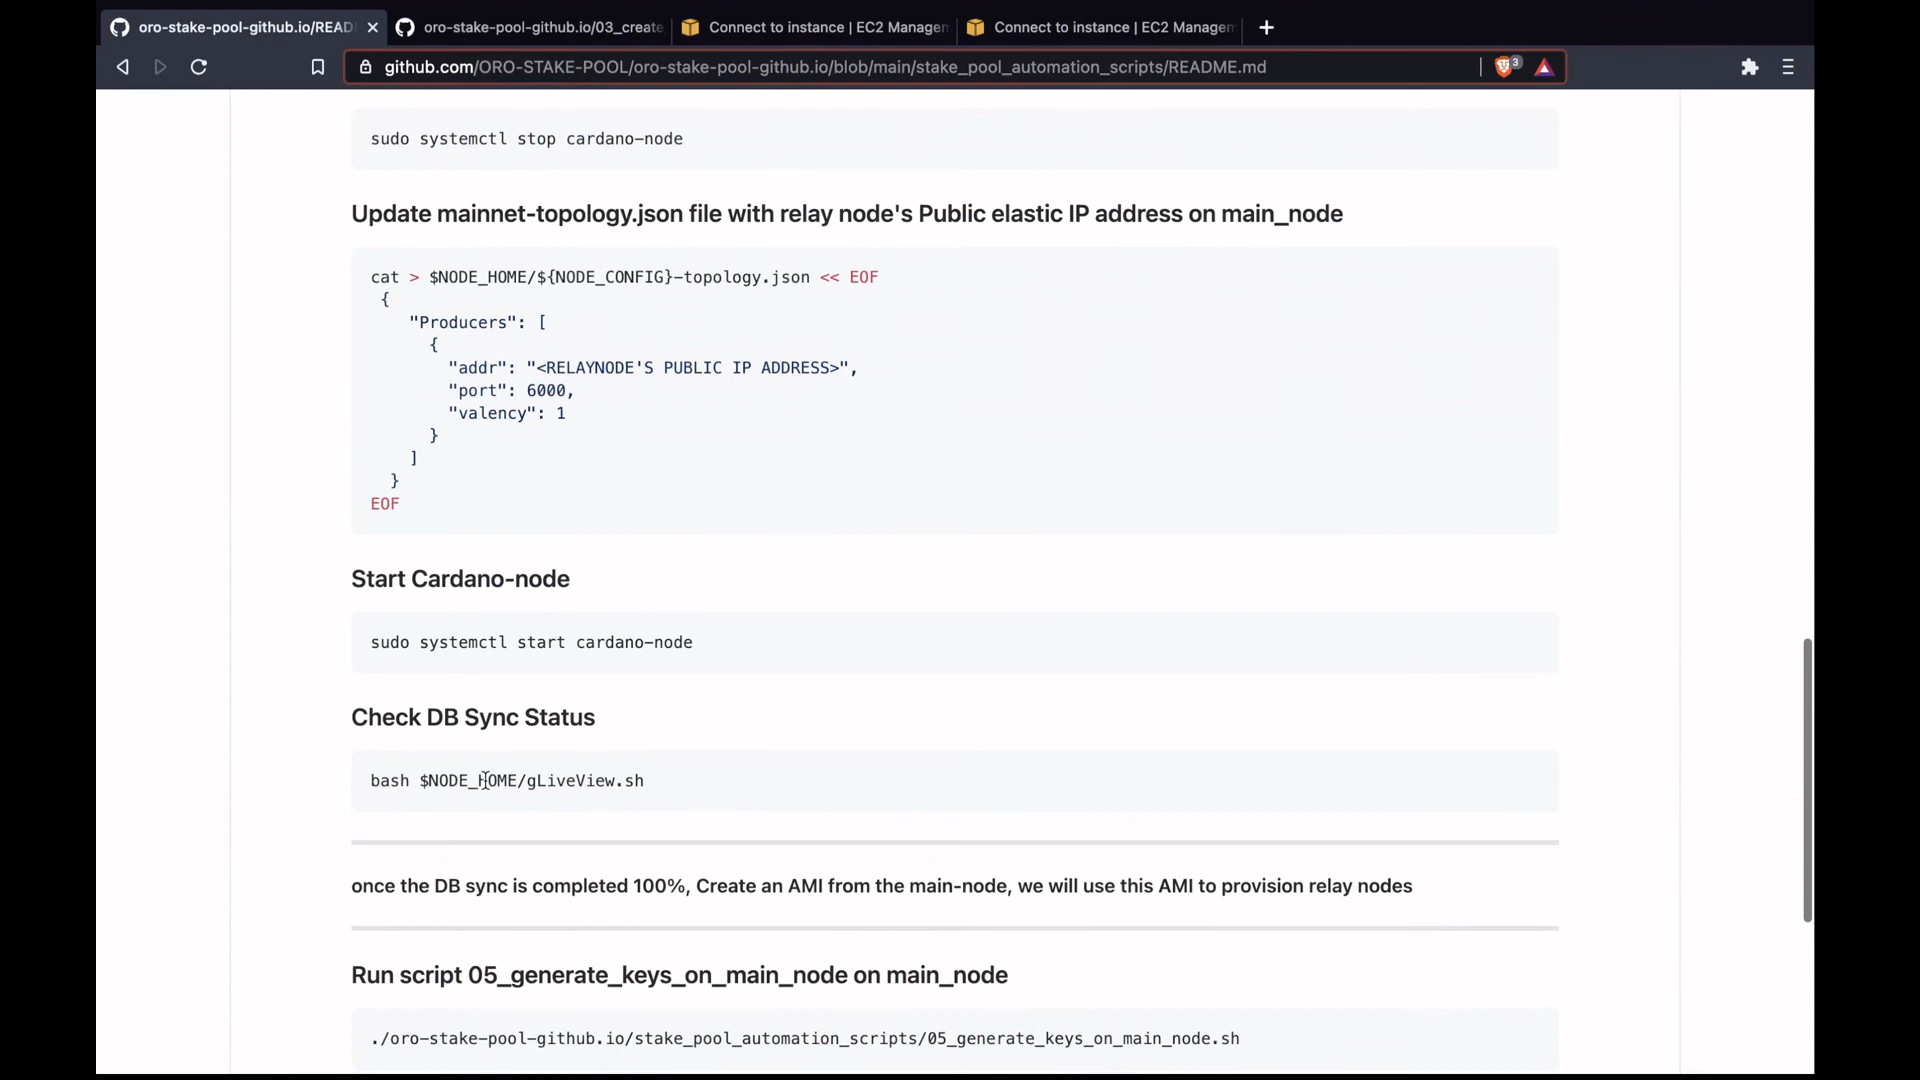 oro-stake-pool-github.io/READ
oro-stake-pool-github.io/03_create
Connect to instance | EC2 Managem
Connect to instance | EC2 Managem
github.com/ORO-STAKE-POOL/oro-stake-pool-github.io/blob/main/stake_pool_automation_scripts/README.md
3
sudo systemctl stop cardano-node
Update mainnet-topology.json file with relay node's Public elastic IP address on main_node
cat > $NODE_HOME/${NODE_CONFIG}-topology.json << EOF
{
"Producers": [
{
"addr": "<RELAYNODE'S PUBLIC IP ADDRESS>",
"port": 6000,
"valency": 1
}
]
}
EOF
Start Cardano-node
sudo systemctl start cardano-node
Check DB Sync Status
bash $NODE_HOME/gLiveView.sh
once the DB sync is completed 100%, Create an AMI from the main-node, we will use this AMI to provision relay nodes
Run script 05_generate_keys_on_main_node on main_node
./oro-stake-pool-github.io/stake_pool_automation_scripts/05_generate_keys_on_main_node.sh